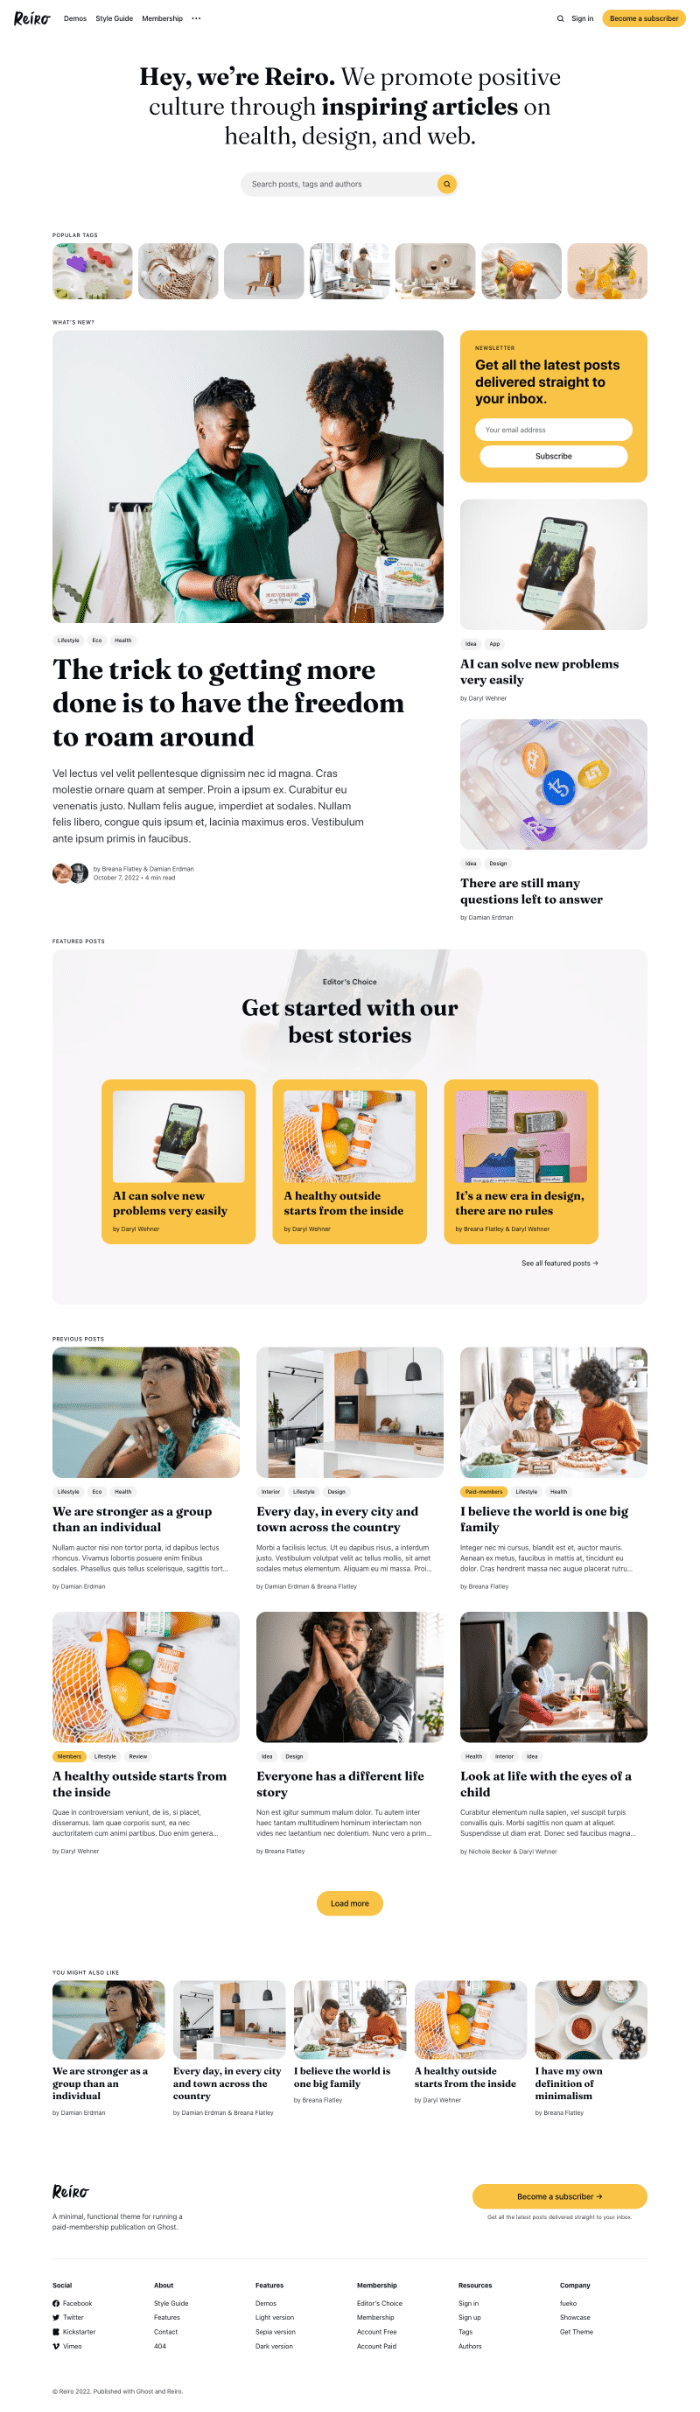 Reiro Demos Style Guide Membership ••• Sign in Become a subscriber
Hey, we're Reiro. We promote positive
culture through inspiring articles on
health, design, and web.
Search posts, tags and authors
POPULAR TAGS
WHAT'S NEW?
Lifestyle Eco Health
The trick to getting more
done is to have the freedom
to roam around
Vel lectus vel velit pellentesque dignissim nec id magna. Cras
molestie ornare quam at semper. Proin a ipsum ex. Curabitur eu
venenatis justo. Nullam felis augue, imperdiet at sodales. Nullam
felis libero, congue quis ipsum et, lacinia maximus eros. Vestibulum
ante ipsum primis in faucibus.
by Breana Flatley & Damian Erdman
October 7, 2022 • 4 min read
NEWSLETTER
Get all the latest posts
delivered straight to
your inbox.
Your email address
Subscribe
Idea App
AI can solve new problems
very easily
by Daryl Wehner
Idea Design
There are still many
questions left to answer
by Damian Erdman
FEATURED POSTS
Editor's Choice
Get started with our
best stories
AI can solve new
problems very easily
by Daryl Wehner
A healthy outside
starts from the inside
by Daryl Wehner
It's a new era in design,
there are no rules
by Breana Flatley & Daryl Wehner
See all featured posts →
PREVIOUS POSTS
Lifestyle Eco Health
We are stronger as a group
than an individual
Nullam auctor nisi non tortor porta, id dapibus lectus
rhoncus. Vivamus lobortis posuere enim finibus
sodales. Phasellus quis tellus scelerisque, sagittis tort...
by Damian Erdman
Interior Lifestyle Design
Every day, in every city and
town across the country
Morbi a facilisis lectus. Ut eu dapibus risus, a interdum
justo. Vestibulum volutpat velit ac tellus mollis, sit amet
sodales metus elementum. Aliquam eu mi massa. Proi...
by Damian Erdman & Breana Flatley
Paid-members Lifestyle Health
I believe the world is one big
family
Integer nec mi cursus, blandit est et, auctor mauris.
Aenean ex metus, faucibus in mattis at, tincidunt eu
dolor. Cras hendrerit massa nec augue placerat rutru...
by Breana Flatley
Members Lifestyle Review
A healthy outside starts from
the inside
Quae in controversiam veniunt, de iis, si placet,
disseramus. Iam quae corporis sunt, ea nec
auctoritatem cum animi partibus. Duo enim genera...
by Daryl Wehner
Idea Design
Everyone has a different life
story
Non est igitur summum malum dolor. Tu autem inter
haec tantam multitudinem hominum interiectam non
vides nec laetantium nec dolentium. Nunc vero a prim...
by Breana Flatley
Health Interior Idea
Look at life with the eyes of a
child
Curabitur elementum nulla sapien, vel suscipit turpis
convallis quis. Morbi sagittis non quam at aliquet.
Suspendisse ut diam erat. Donec sed faucibus magna...
by Nichole Becker & Daryl Wehner
Load more
YOU MIGHT ALSO LIKE
We are stronger as a
group than an
individual
by Damian Erdman
Every day, in every city
and town across the
country
by Damian Erdman & Breana Flatley
I believe the world is
one big family
by Breana Flatley
A healthy outside
starts from the inside
by Daryl Wehner
I have my own
definition of
minimalism
by Breana Flatley
Reiro
A minimal, functional theme for running a
paid-membership publication on Ghost.
Become a subscriber →
Get all the latest posts delivered straight to your inbox.
Social
Facebook
Twitter
Kickstarter
Vimeo
About
Style Guide
Features
Contact
404
Features
Demos
Light version
Sepia version
Dark version
Membership
Editor's Choice
Membership
Account Free
Account Paid
Resources
Sign in
Sign up
Tags
Authors
Company
fueko
Showcase
Get Theme
© Reiro 2022. Published with Ghost and Reiro.